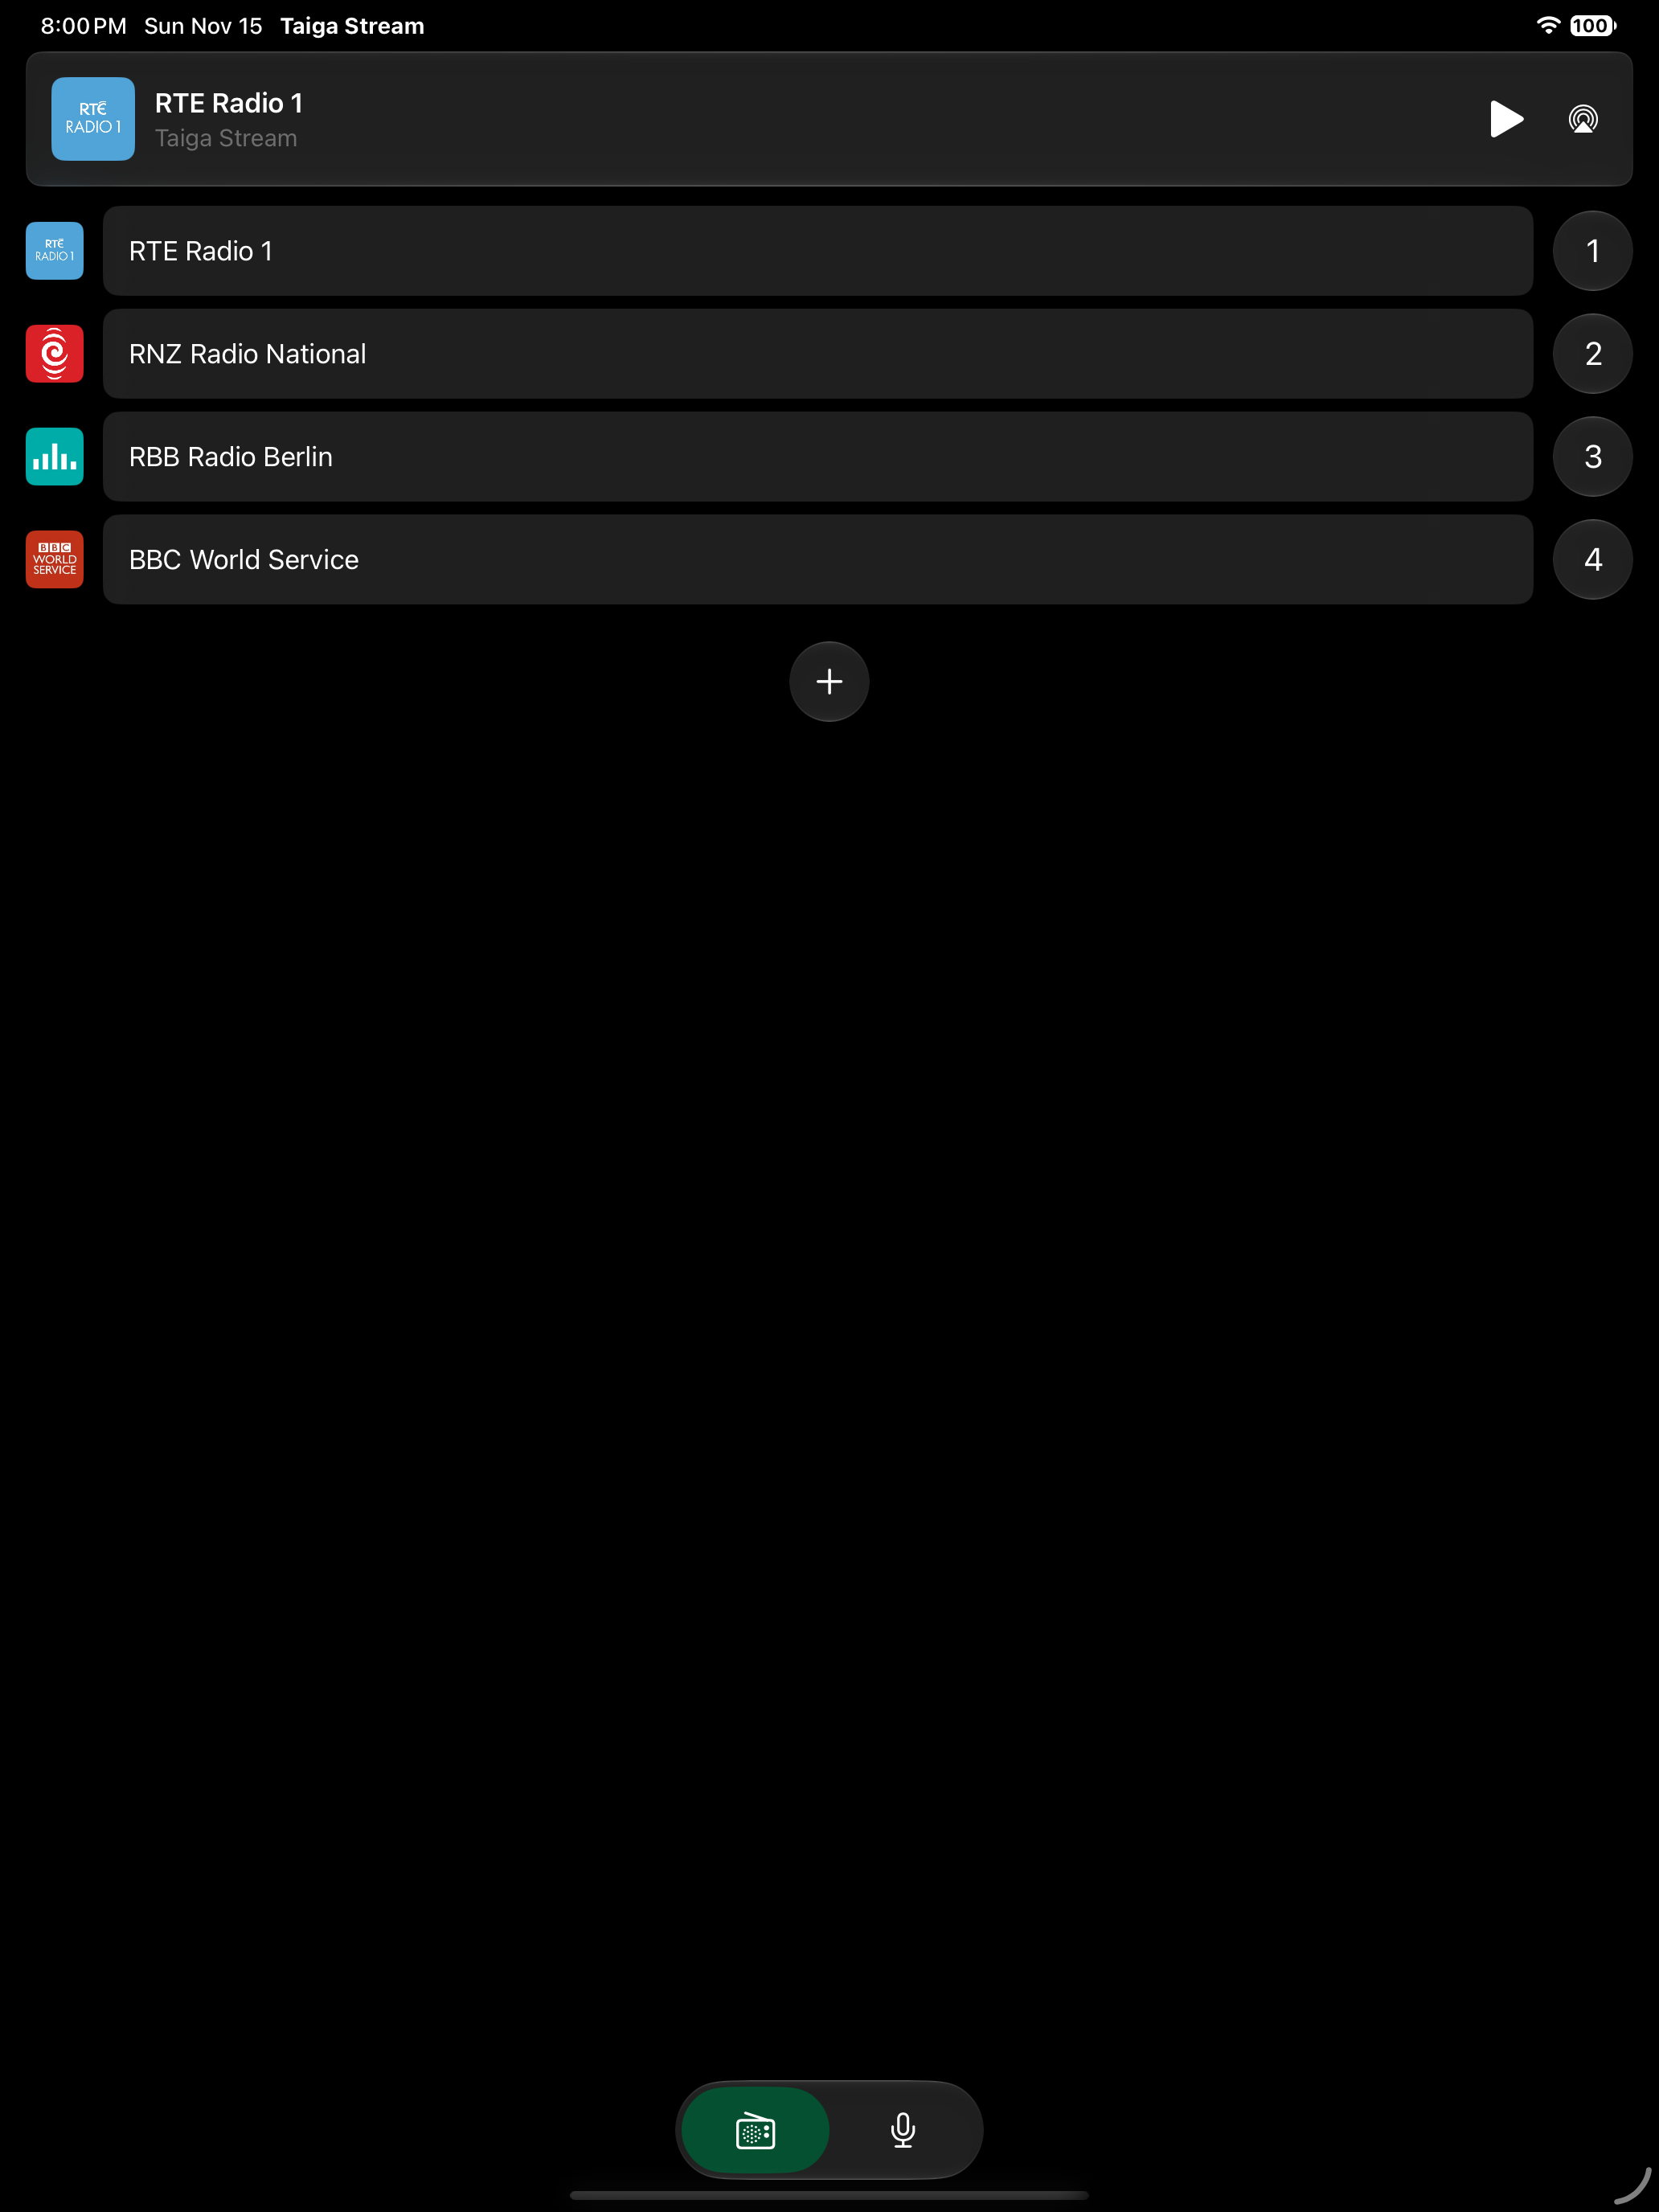 8:00 PM Sun Nov 15 Taiga Stream
100
RTÉ
RADIO 1
RTE Radio 1
Taiga Stream
RTÉ
RADIO 1
RTE Radio 1
1
RNZ Radio National
2
RBB Radio Berlin
3
BBC
WORLD
SERVICE
BBC World Service
4